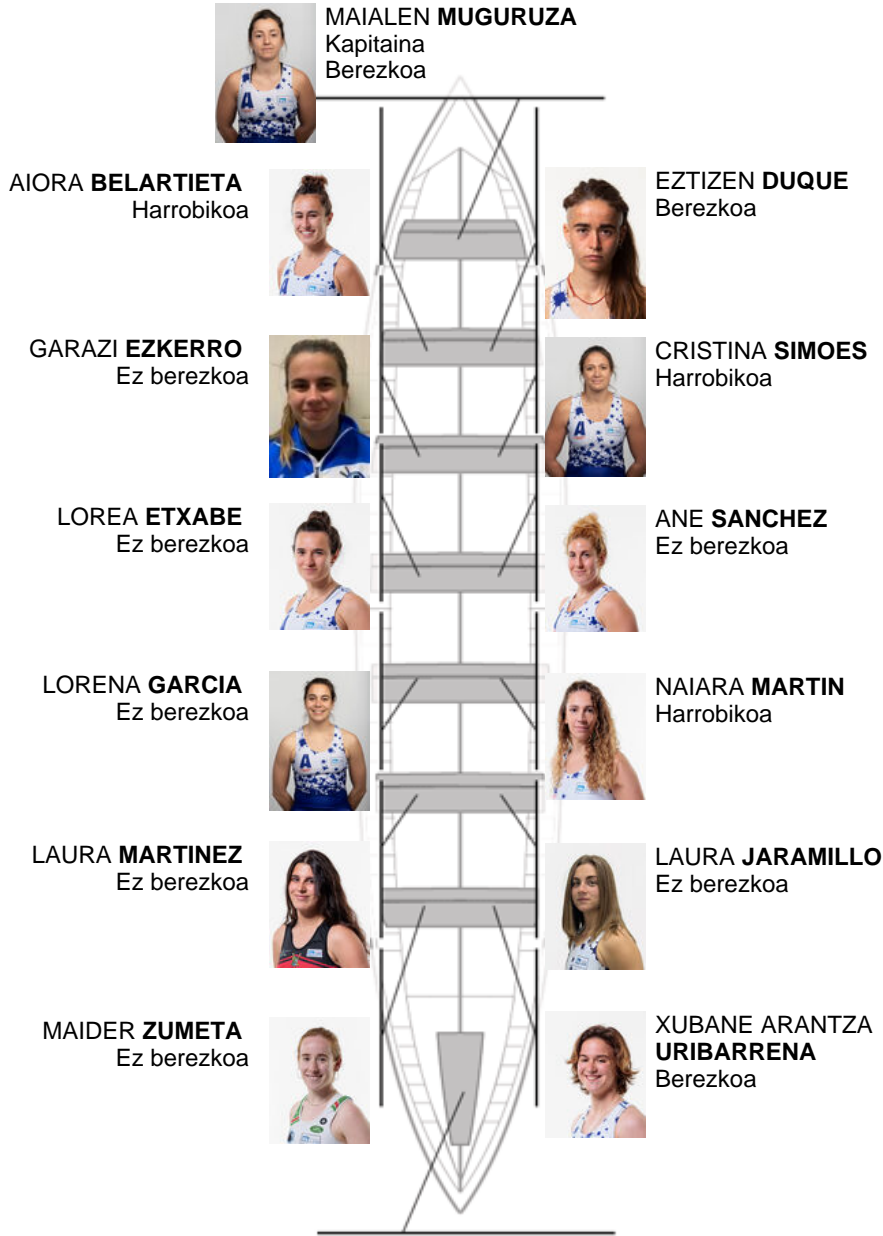 MAIALEN MUGURUZA
Kapitaina
Berezkoa
AIORA BELARTIETA
Harrobikoa
EZTIZEN DUQUE
Berezkoa
GARAZI EZKERRO
Ez berezkoa
CRISTINA SIMOES
Harrobikoa
LOREA ETXABE
Ez berezkoa
ANE SANCHEZ
Ez berezkoa
LORENA GARCIA
Ez berezkoa
NAIARA MARTIN
Harrobikoa
LAURA MARTINEZ
Ez berezkoa
LAURA JARAMILLO
Ez berezkoa
MAIDER ZUMETA
Ez berezkoa
XUBANE ARANTZA
URIBARRENA
Berezkoa